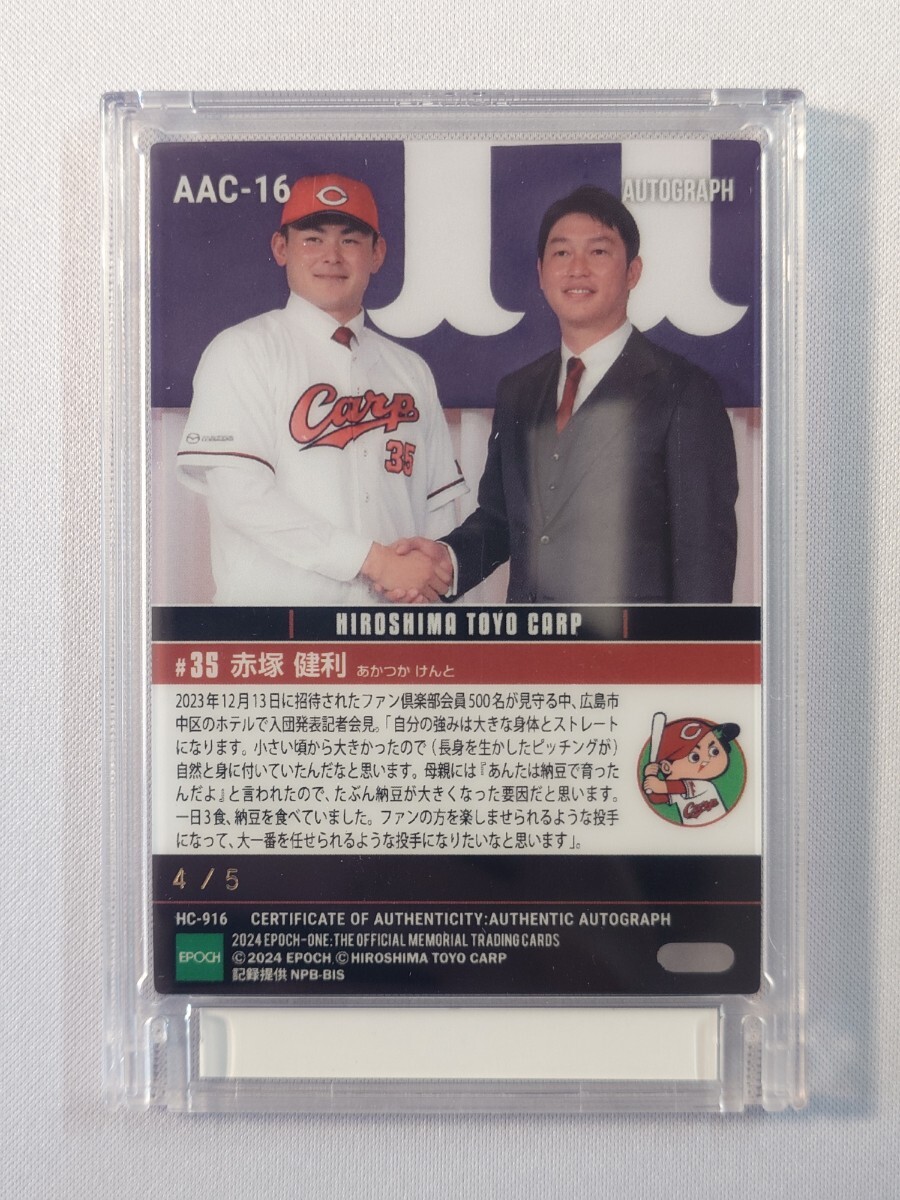 AAC-16
AUTOGRAPH
Carp
35
HIROSHIMA TOYO CARP
#35 赤塚 健利 あかつか けんと
2023年12月13日に招待されたファン倶楽部会員500名が見守る中、広島市
中区のホテルで入団発表記者会見。「自分の強みは大きな身体とストレート
になります。小さい頃から大きかったので(長身を生かしたピッチングが)
自然と身に付いていたんだなと思います。母親には『あんたは納豆で育った
んだよ』と言われたので、たぶん納豆が大きくなった要因だと思います。
一日3食、納豆を食べていました。ファンの方を楽しませられるような投手
になって、大一番を任せられるような投手になりたいなと思います」。
Carp
4 / 5
HC-916 CERTIFICATE OF AUTHENTICITY:AUTHENTIC AUTOGRAPH
EPOCH
2024 EPOCH-ONE:THE OFFICIAL MEMORIAL TRADING CARDS
©2024 EPOCH ©HIROSHIMA TOYO CARP
記録提供 NPB-BIS